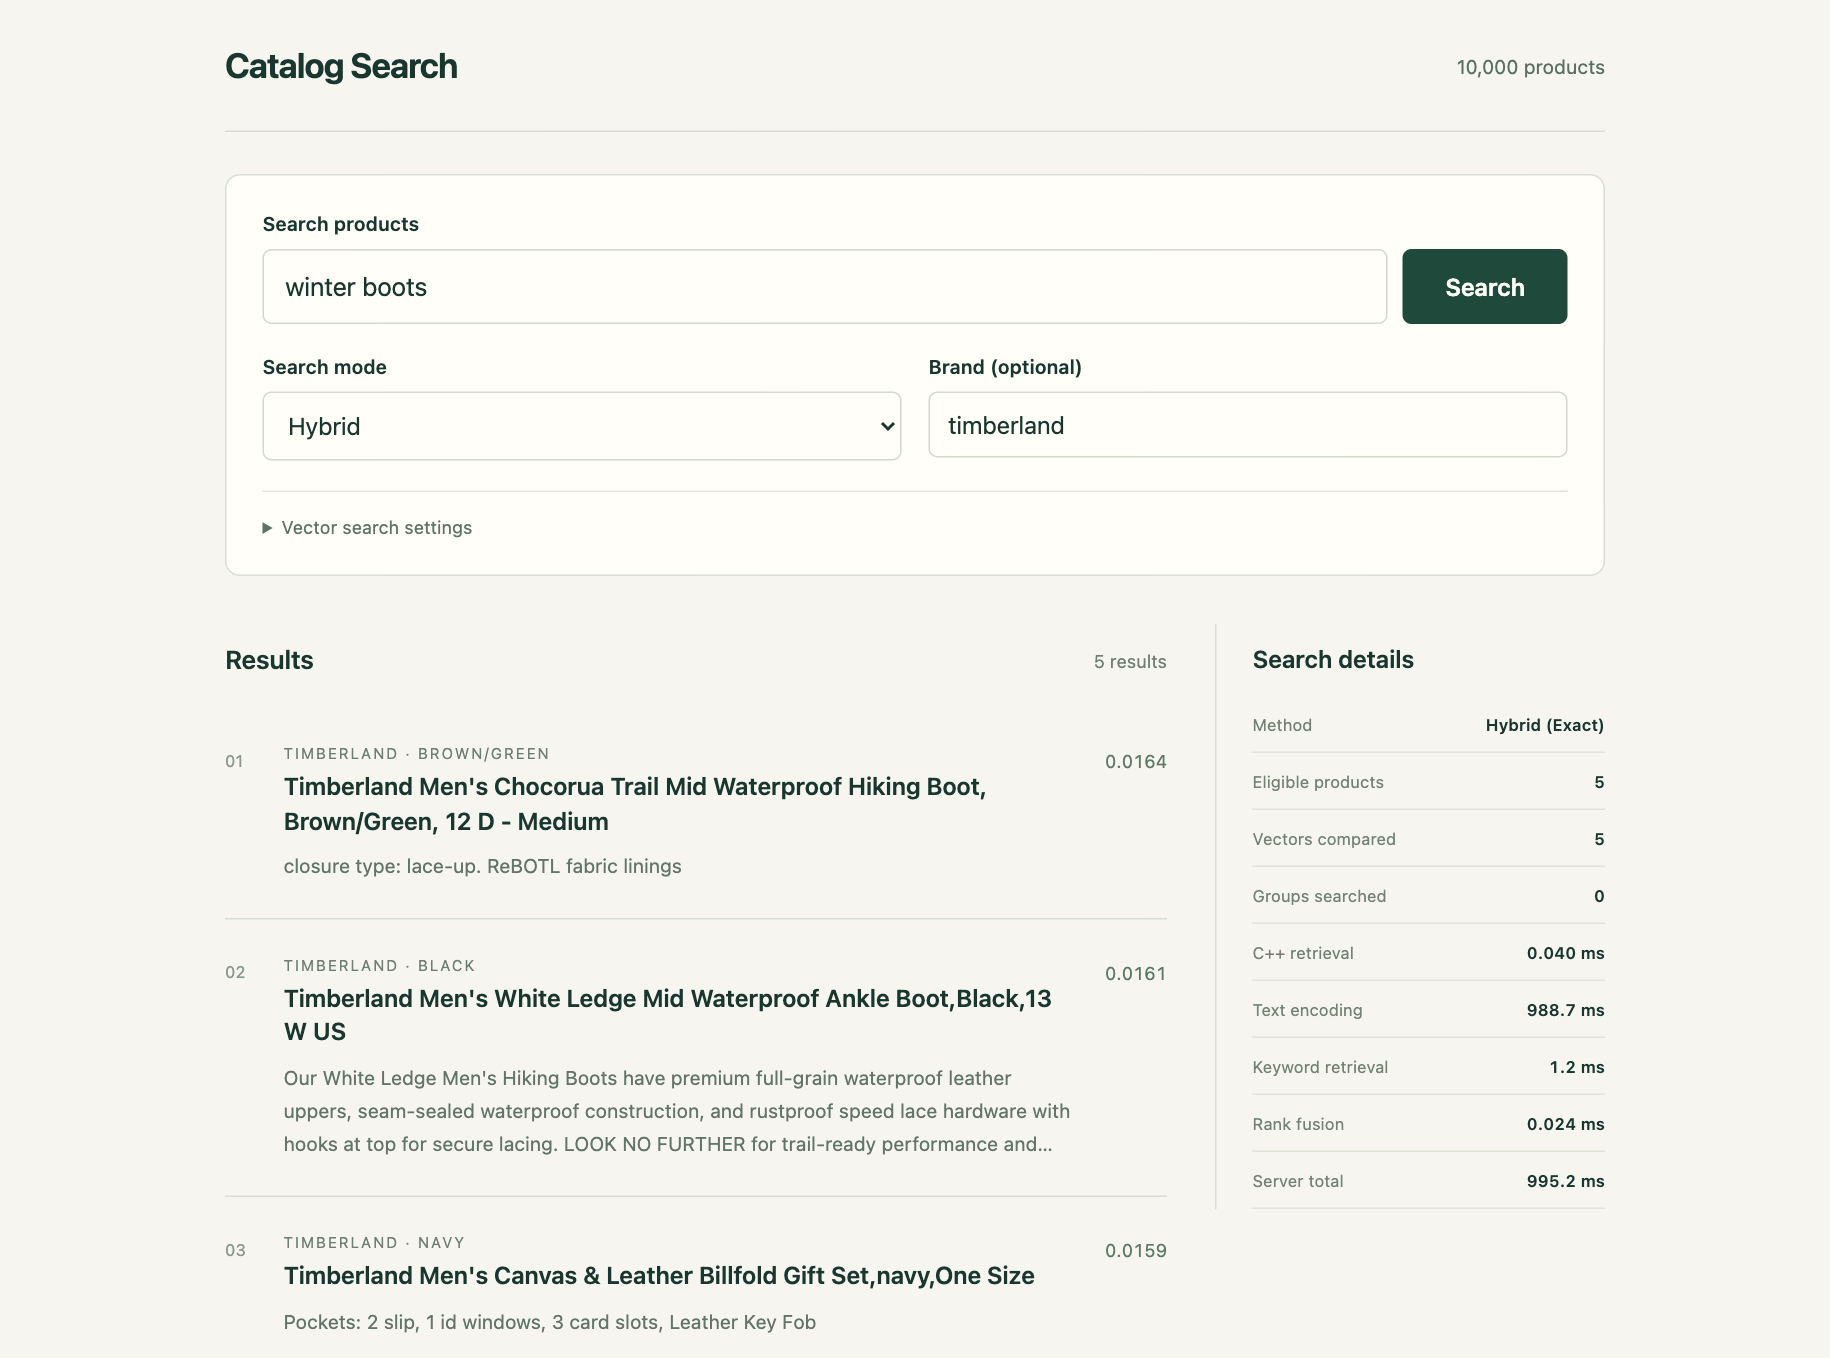 Catalog Search
10,000 products
Search products
winter boots
Search
Search mode
Brand (optional)
Hybrid
timberland
Vector search settings
Results
5 results
01
TIMBERLAND · BROWN/GREEN
0.0164
Timberland Men's Chocorua Trail Mid Waterproof Hiking Boot,
Brown/Green, 12 D - Medium
closure type: lace-up. ReBOTL fabric linings
02
TIMBERLAND · BLACK
0.0161
Timberland Men's White Ledge Mid Waterproof Ankle Boot,Black,13
W US
Our White Ledge Men's Hiking Boots have premium full-grain waterproof leather
uppers, seam-sealed waterproof construction, and rustproof speed lace hardware with
hooks at top for secure lacing. LOOK NO FURTHER for trail-ready performance and...
03
TIMBERLAND · NAVY
0.0159
Timberland Men's Canvas & Leather Billfold Gift Set,navy,One Size
Pockets: 2 slip, 1 id windows, 3 card slots, Leather Key Fob
Search details
Method Hybrid (Exact)
Eligible products 5
Vectors compared 5
Groups searched 0
C++ retrieval 0.040 ms
Text encoding 988.7 ms
Keyword retrieval 1.2 ms
Rank fusion 0.024 ms
Server total 995.2 ms